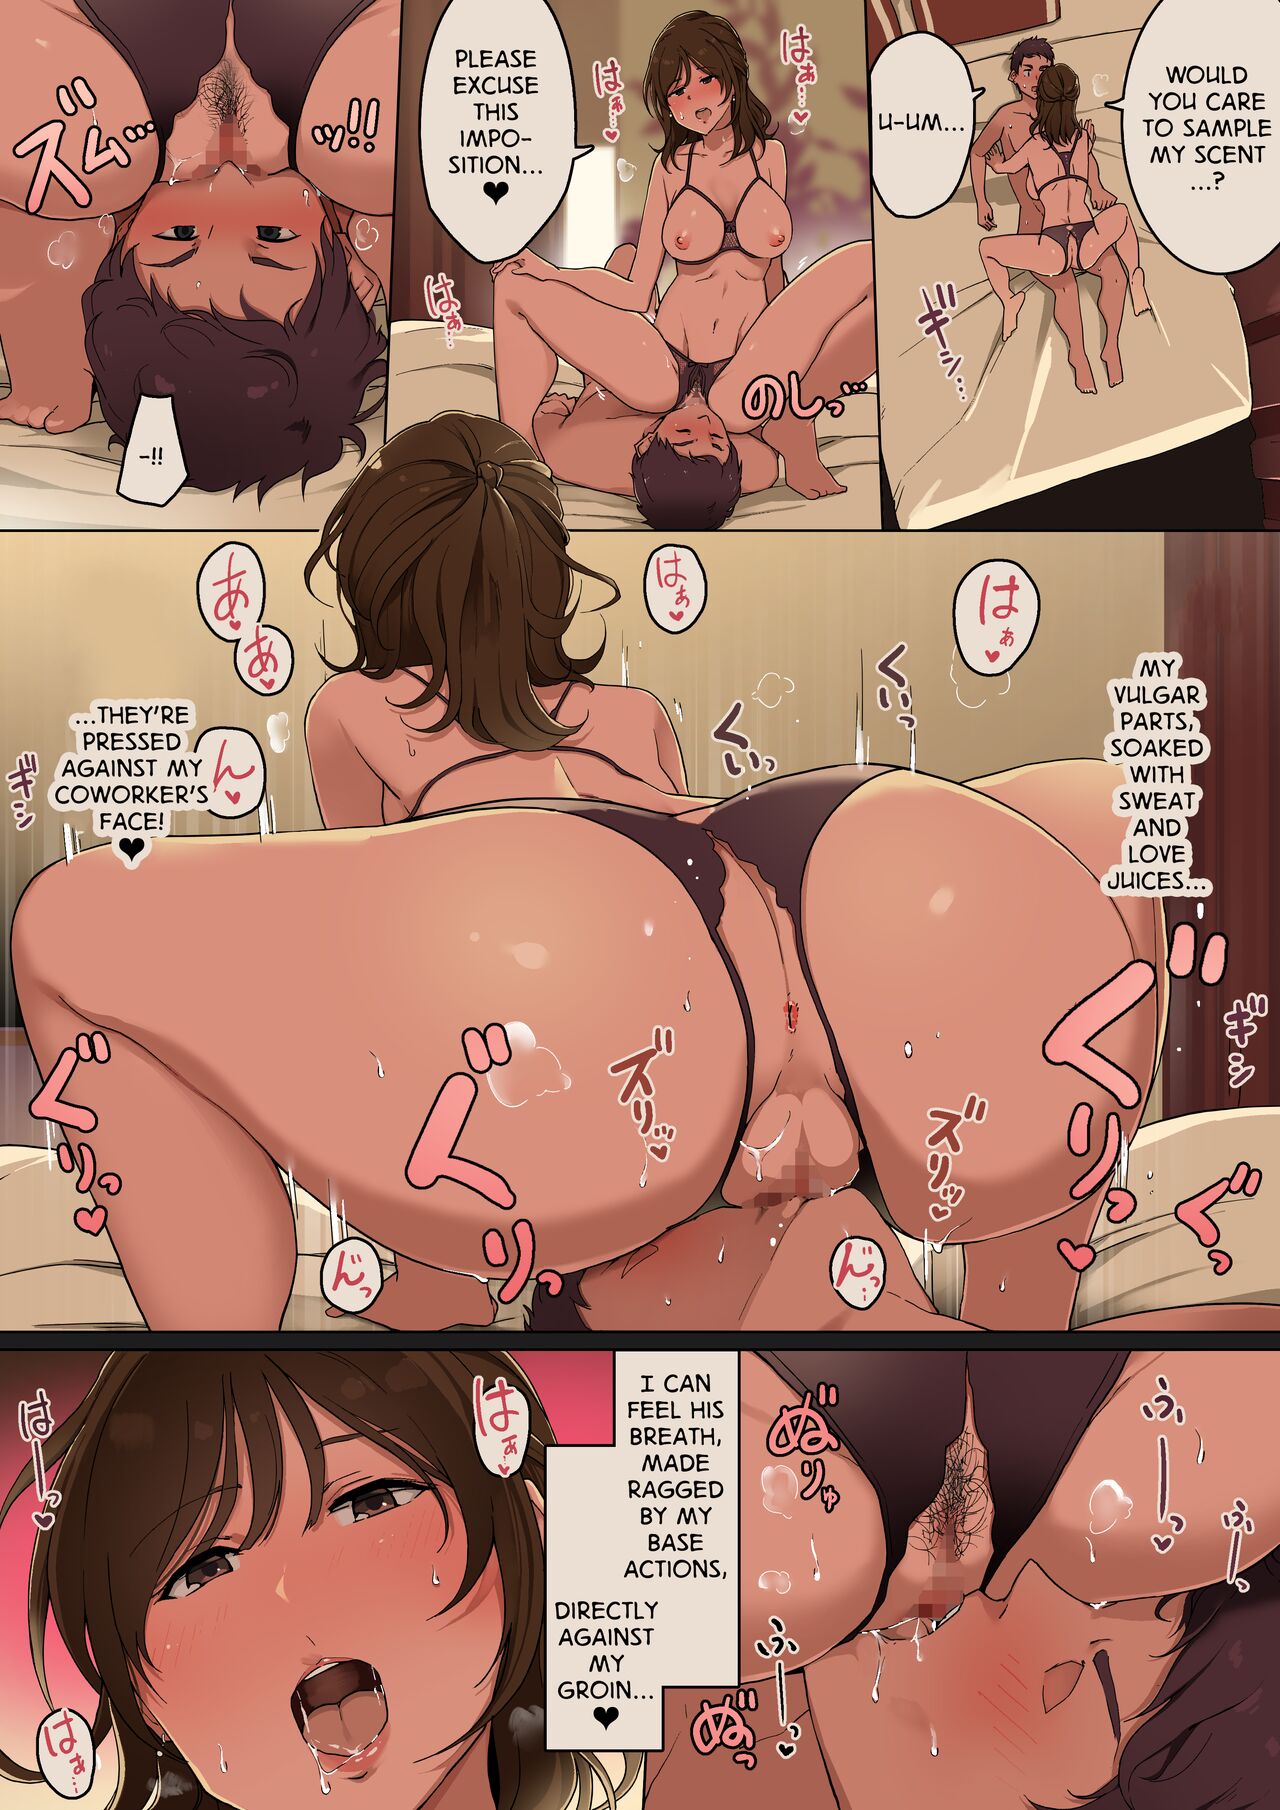 WOULD
YOU CARE
TO SAMPLE
MY SCENT
...?
U-UM...
ギシ…
PLEASE
EXCUSE
THIS
IMPO-
SITION...
♥
はぁ…♥
はぁ…♥
はぁ…♥
のしっ…
ズム…
ッ!!
-!!
MY
VULGAR
PARTS,
SOAKED
WITH
SWEAT
AND
LOVE
JUICES...
はぁ♥
はぁ♥
あ♥
あ♥
ん♥
くいっ
くいっ
...THEY'RE
PRESSED
AGAINST MY
COWORKER'S
FACE!
♥
ギシ
ギシ
ズリッ♥
ズリッ♥
ぐりっ♥
ぐりっ
ぐりっ♥
ぐっ
んっ…
んっ…
I CAN
FEEL HIS
BREATH,
MADE
RAGGED
BY MY
BASE
ACTIONS,
DIRECTLY
AGAINST
MY
GROIN...
♥
はーっ♥
はぁ♥
はぁ…♥
ぬりゅ
ぬっ
ふーっ♥
ふーっ♥
ふーっ♥